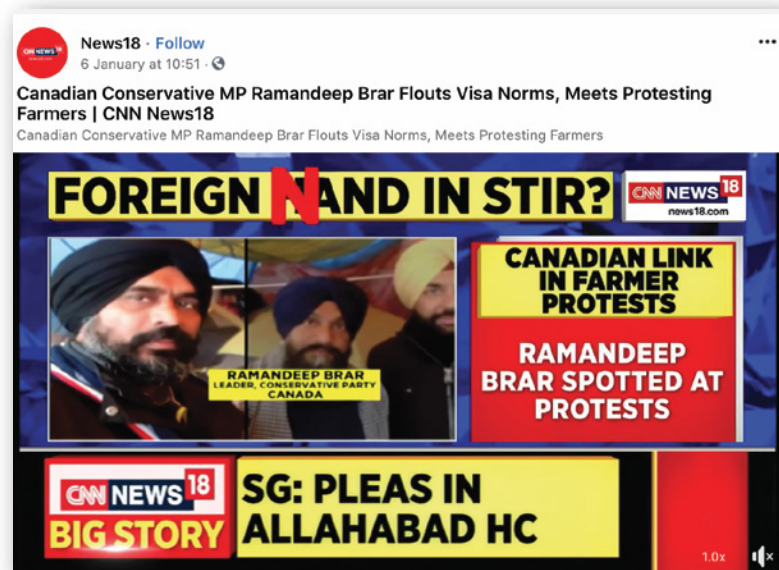 News18 · Follow
6 January at 10:51 ·
Canadian Conservative MP Ramandeep Brar Flouts Visa Norms, Meets Protesting
Farmers | CNN News18
Canadian Conservative MP Ramandeep Brar Flouts Visa Norms, Meets Protesting Farmers
FOREIGN HAND IN STIR?
CNN NEWS 18
news18.com
CANADIAN LINK
IN FARMER
PROTESTS
RAMANDEEP
BRAR SPOTTED AT
PROTESTS
RAMANDEEP BRAR
LEADER, CONSERVATIVE PARTY
CANADA
CNN NEWS 18
BIG STORY
SG: PLEAS IN
ALLAHABAD HC
1.0x